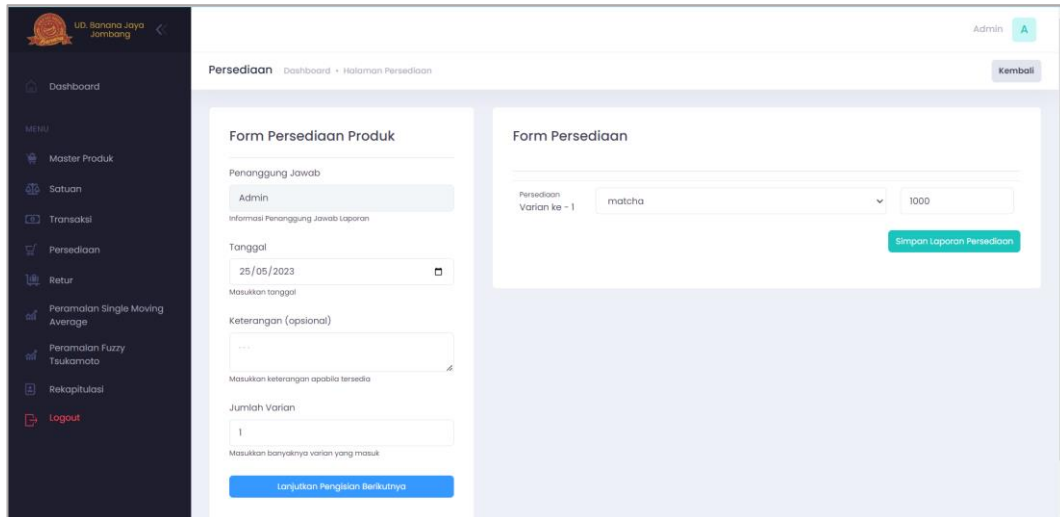 UD. Banana Jaya
Jombang
Dashboard
MENU
Master Produk
Satuan
Transaksi
Persediaan
Retur
Peramalan Single Moving
Average
Peramalan Fuzzy
Tsukamoto
Rekapitulasi
Logout
Admin A
Persediaan Dashboard • Halaman Persediaan
Kembali
Form Persediaan Produk
Penanggung Jawab
Admin
Informasi Penanggung Jawab Laporan
Tanggal
25/05/2023
Masukkan tanggal
Keterangan (opsional)
...
Masukkan keterangan apabila tersedia
Jumlah Varian
1
Masukkan banyaknya varian yang masuk
Lanjutkan Pengisian Berikutnya
Form Persediaan
Persediaan
Varian ke - 1
matcha
1000
Simpan Laporan Persediaan